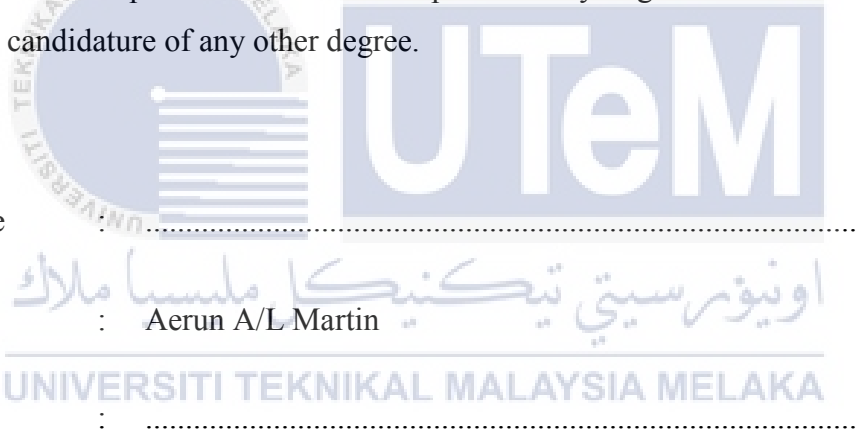 candidature of any other degree.
UTeM
: ..........................................................................
اونيۏرسيتي تيكنيكل مليسيا ملاك
: Aerun A/L Martin
UNIVERSITI TEKNIKAL MALAYSIA MELAKA
: ..........................................................................